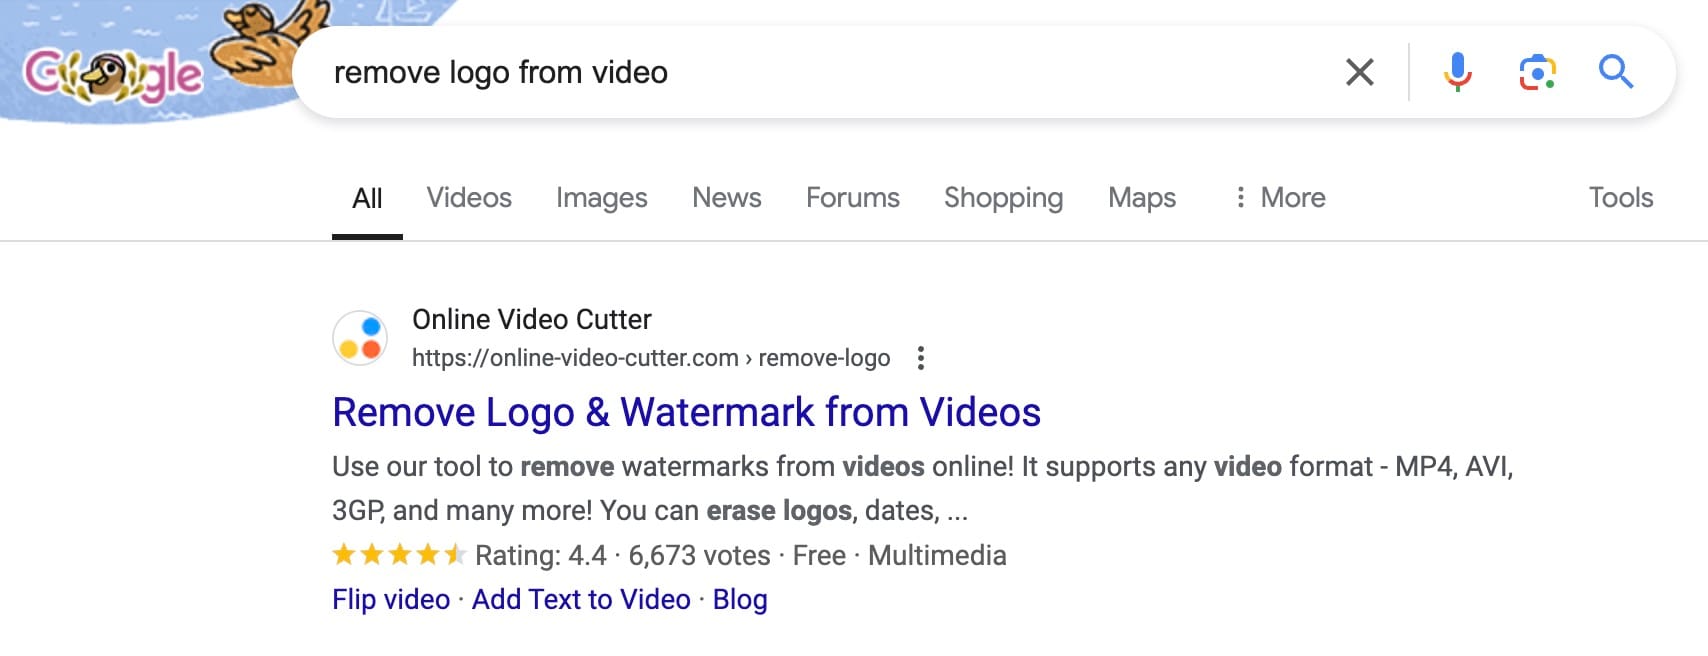 Google
remove logo from video
All Videos Images News Forums Shopping Maps More Tools
Online Video Cutter
https://online-video-cutter.com › remove-logo
Remove Logo & Watermark from Videos
Use our tool to remove watermarks from videos online! It supports any video format - MP4, AVI,
3GP, and many more! You can erase logos, dates, ...
Rating: 4.4 · 6,673 votes · Free · Multimedia
Flip video · Add Text to Video · Blog